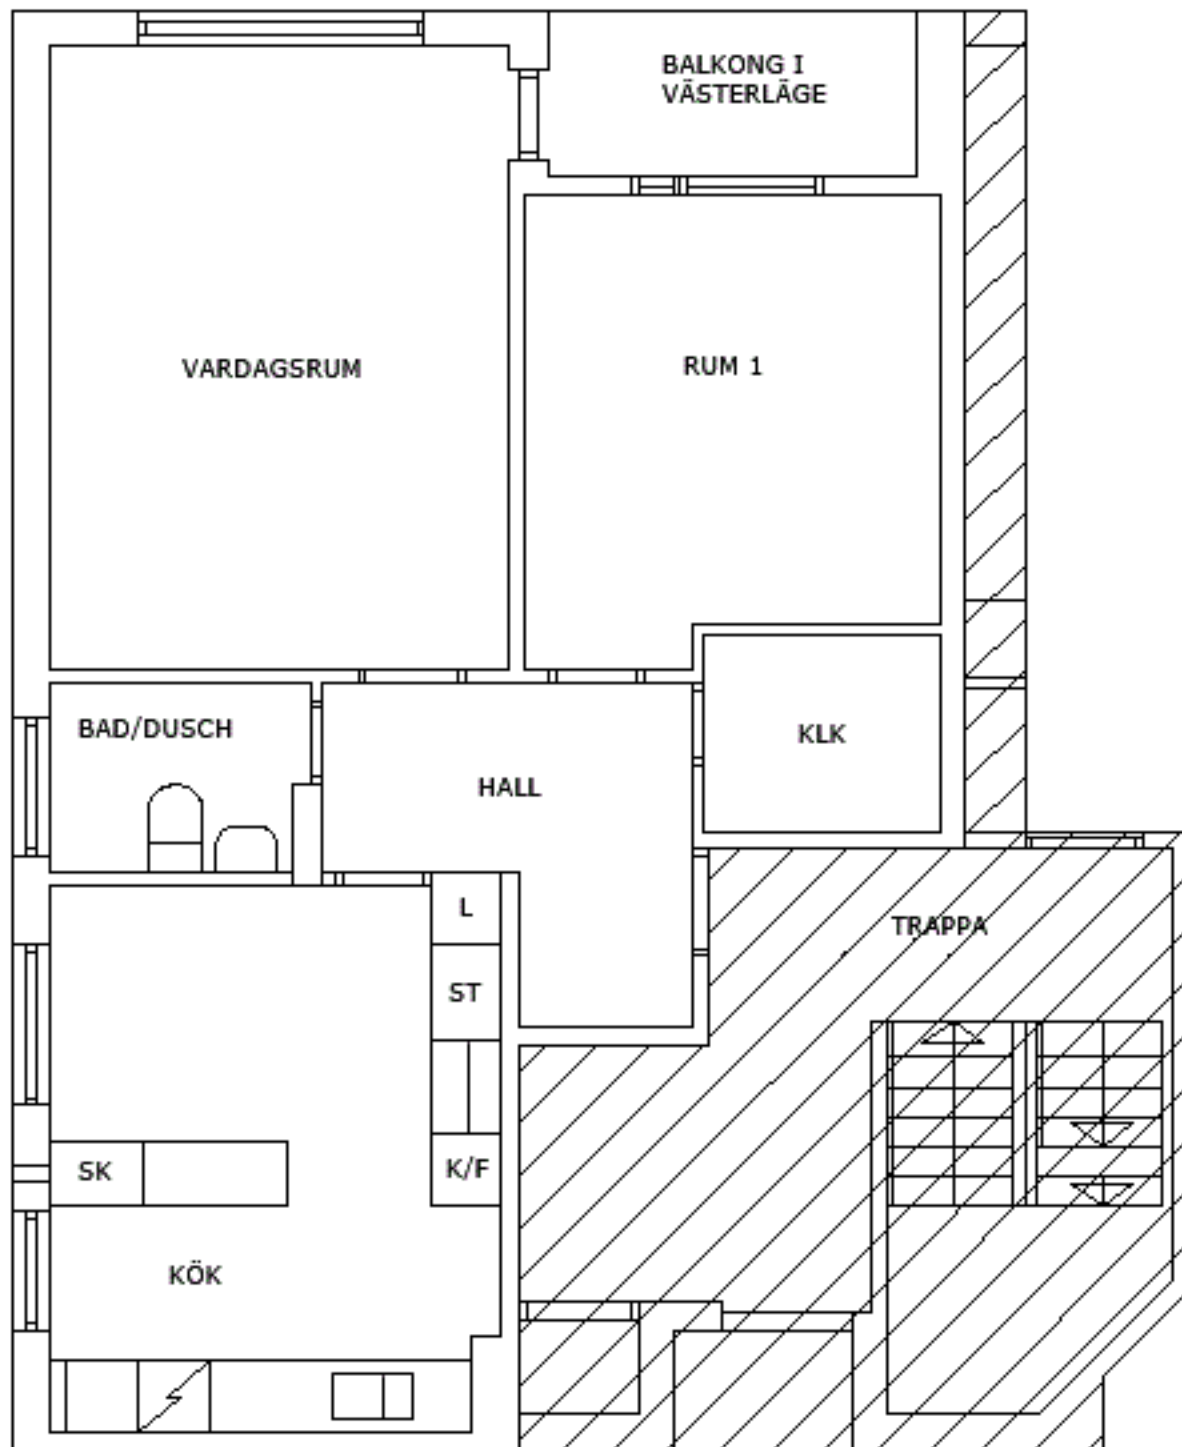 BALKONG I
VÄSTERLÄGE
VARDAGSRUM
RUM 1
BAD/DUSCH
KLK
HALL
L
TRAPPA
ST
SK
K/F
KÖK